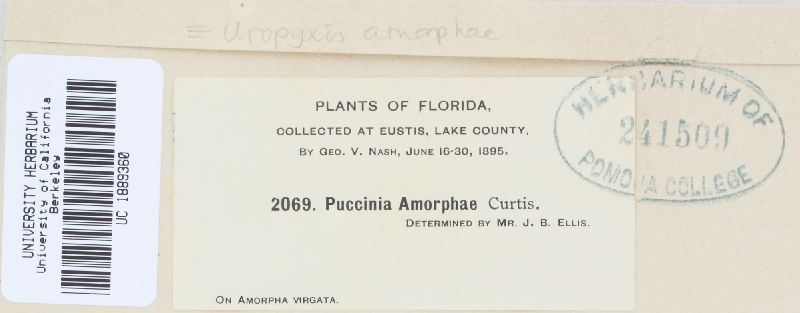 ≡ Uropyxis amorphae
UNIVERSITY HERBARIUM
University of California
Berkeley
UC 1889360
PLANTS OF FLORIDA,
COLLECTED AT EUSTIS, LAKE COUNTY,
BY GEO. V. NASH, JUNE 16-30, 1895.
2069. Puccinia Amorphae Curtis.
DETERMINED BY MR. J. B. ELLIS.
ON AMORPHA VIRGATA.
HERBARIUM OF
241509
POMONA COLLEGE